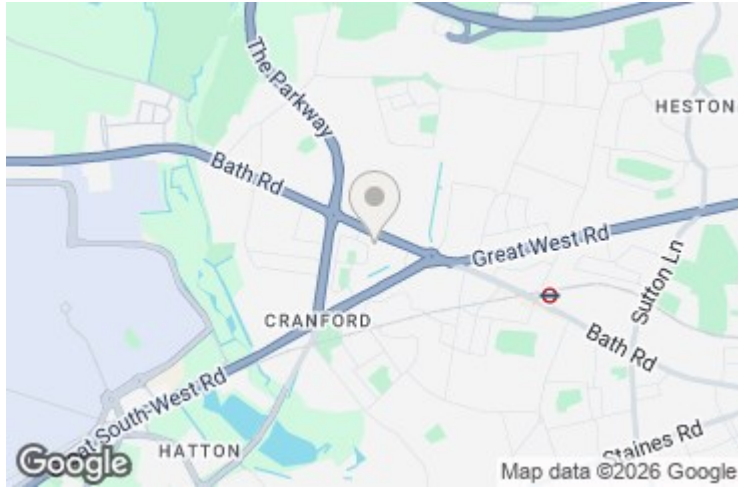 The Parkway
HESTON
Bath Rd
Great West Rd
Sutton Ln
CRANFORD
Bath Rd
at South-West Rd
HATTON
Staines Rd
Google
Map data ©2026 Google